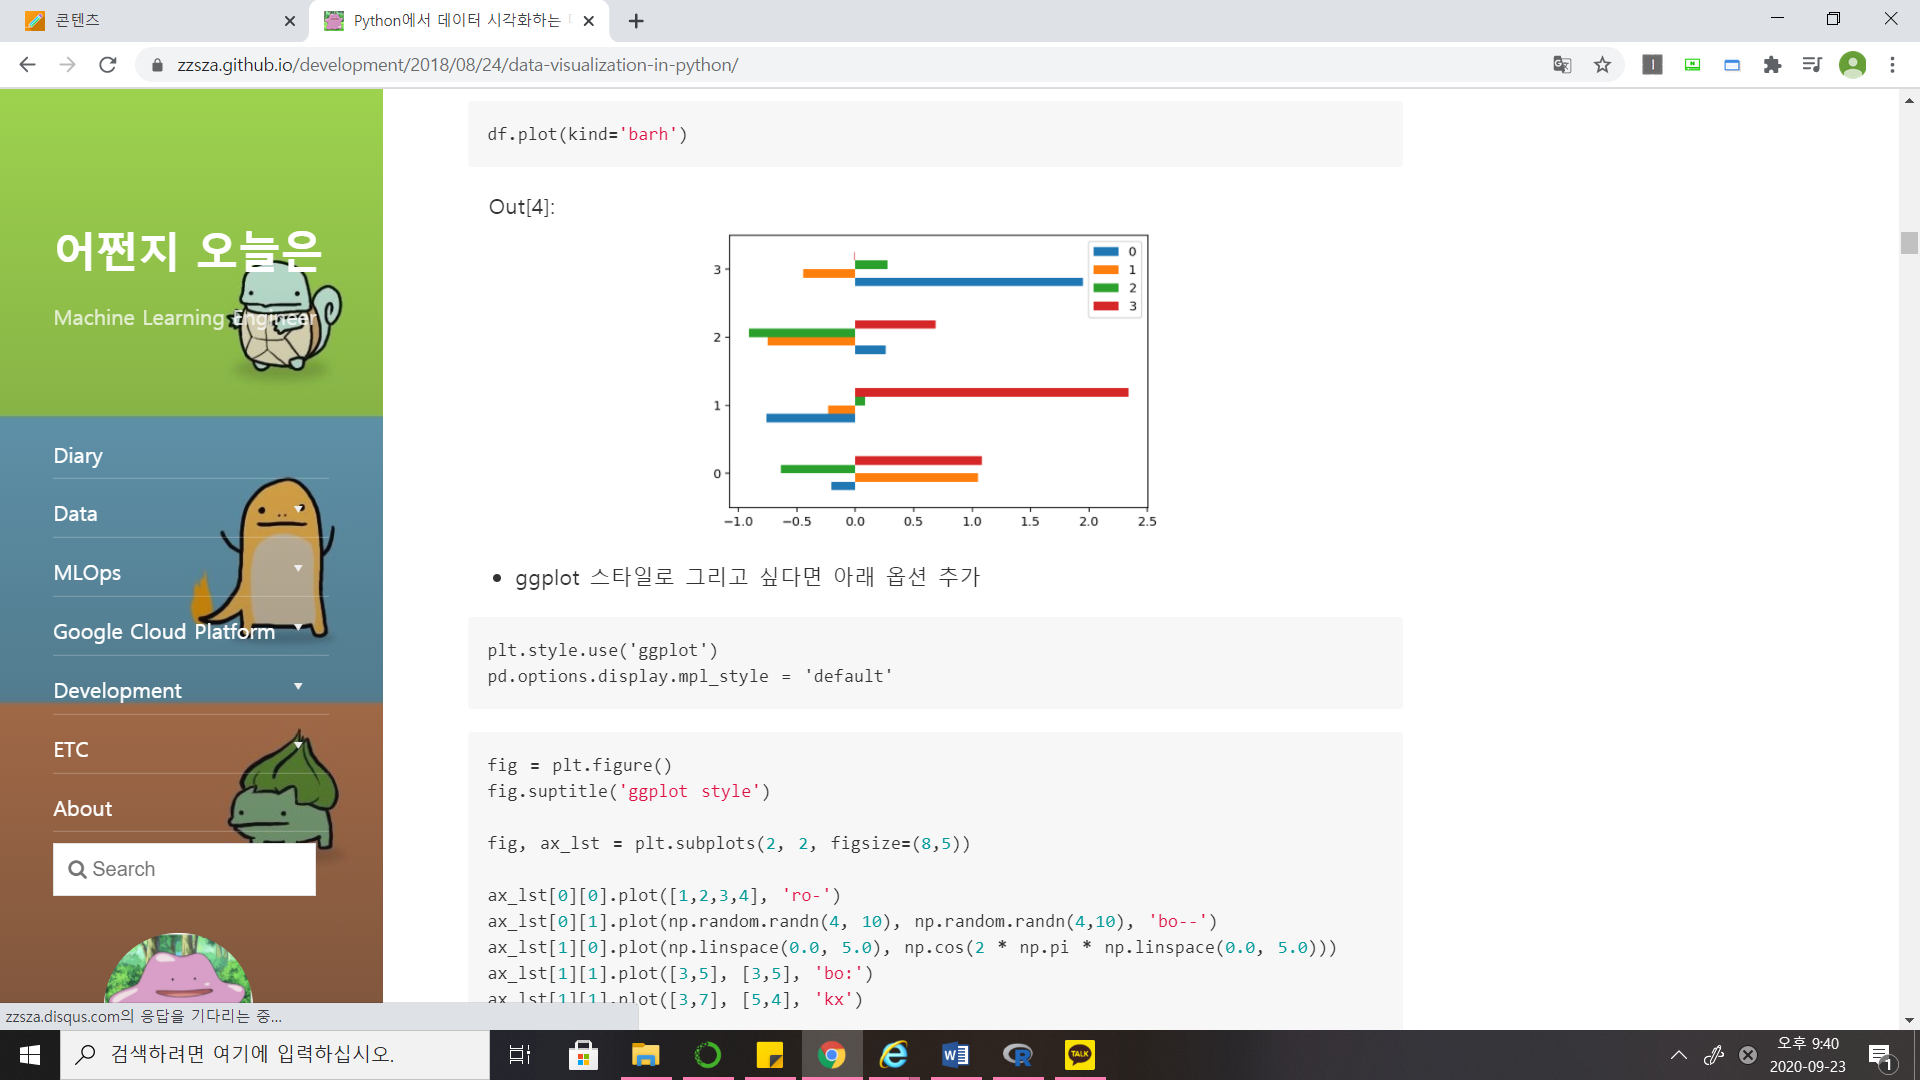 콘텐츠
Python에서 데이터 시각화하는
zzsza.github.io/development/2018/08/24/data-visualization-in-python/
어쩐지 오늘은
Machine Learning Engineer
Diary
Data
MLOps
Google Cloud Platform
Development
ETC
About
Search
df.plot(kind='barh')
Out[4]:
0
1
2
3
3
2
1
0
−1.0 −0.5 0.0 0.5 1.0 1.5 2.0 2.5
ggplot 스타일로 그리고 싶다면 아래 옵션 추가
plt.style.use('ggplot')
pd.options.display.mpl_style = 'default'
fig = plt.figure()
fig.suptitle('ggplot style')
fig, ax_lst = plt.subplots(2, 2, figsize=(8,5))
ax_lst[0][0].plot([1,2,3,4], 'ro-')
ax_lst[0][1].plot(np.random.randn(4, 10), np.random.randn(4,10), 'bo--')
ax_lst[1][0].plot(np.linspace(0.0, 5.0), np.cos(2 * np.pi * np.linspace(0.0, 5.0)))
ax_lst[1][1].plot([3,5], [3,5], 'bo:')
ax_lst[1][1].plot([3,7], [5,4], 'kx')
zzsza.disqus.com의 응답을 기다리는 중...
검색하려면 여기에 입력하십시오.
TALK
오후 9:40
2020-09-23
1